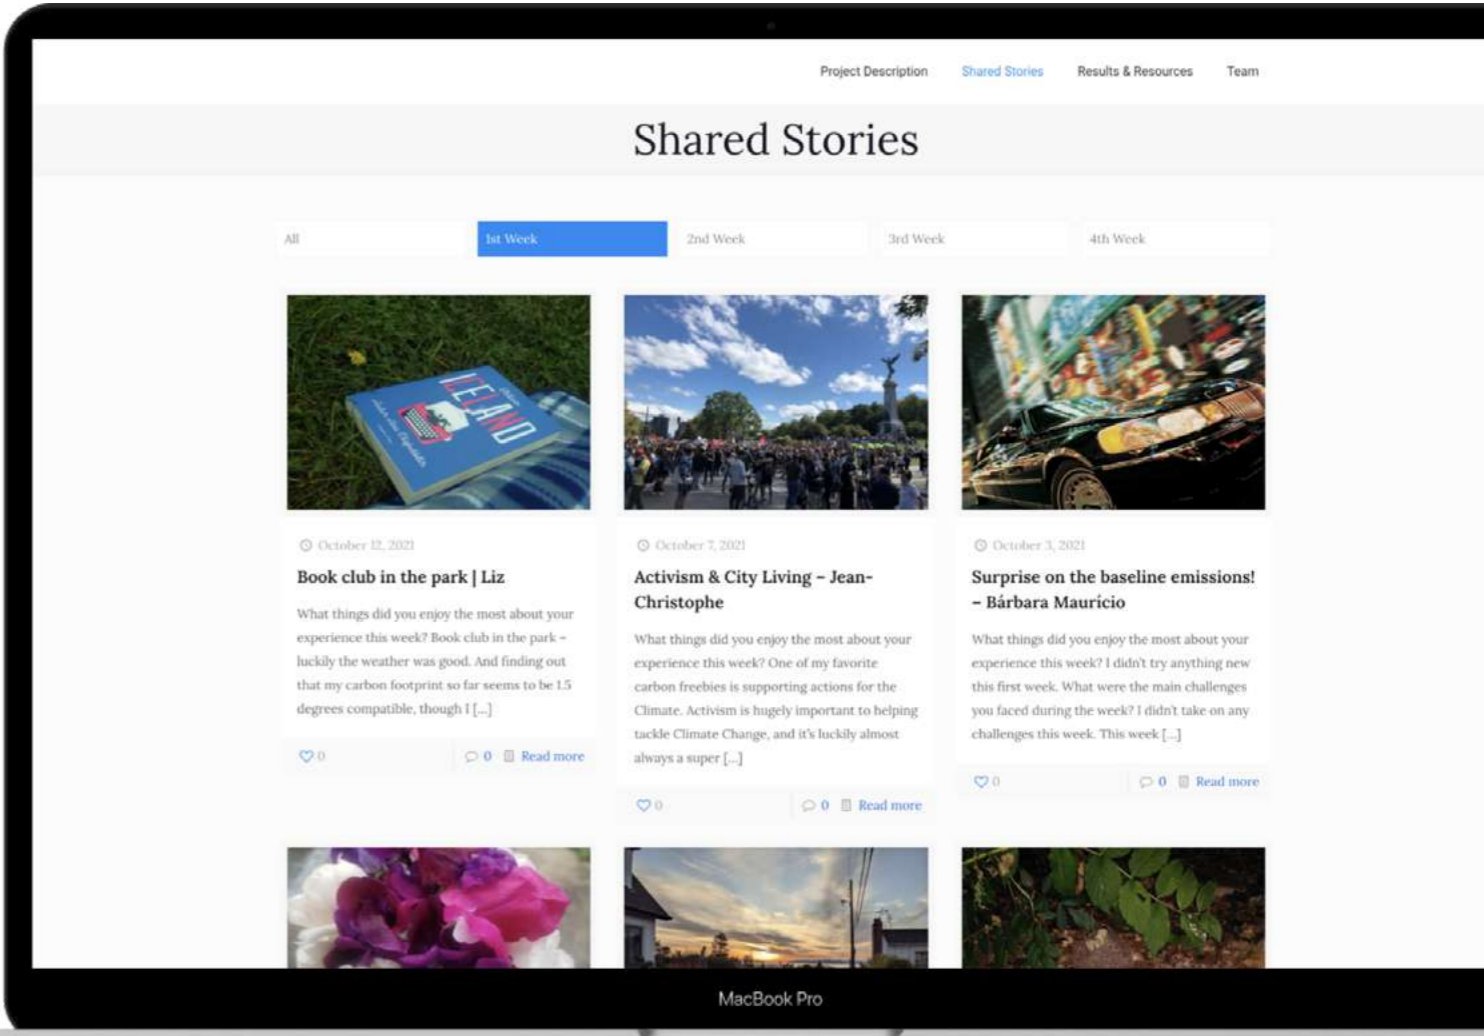 Project Description Shared Stories Results & Resources Team
Shared Stories
All 1st Week 2nd Week 3rd Week 4th Week
ICELAND
October 12, 2021
Book club in the park | Liz
What things did you enjoy the most about your
experience this week? Book club in the park –
luckily the weather was good. And finding out
that my carbon footprint so far seems to be 1.5
degrees compatible, though I [...]
0 0 Read more
October 7, 2021
Activism & City Living – Jean-
Christophe
What things did you enjoy the most about your
experience this week? One of my favorite
carbon freebies is supporting actions for the
Climate. Activism is hugely important to helping
tackle Climate Change, and it's luckily almost
always a super [...]
0 0 Read more
October 3, 2021
Surprise on the baseline emissions!
– Bárbara Maurício
What things did you enjoy the most about your
experience this week? I didn't try anything new
this first week. What were the main challenges
you faced during the week? I didn't take on any
challenges this week. This week [...]
0 0 Read more
MacBook Pro